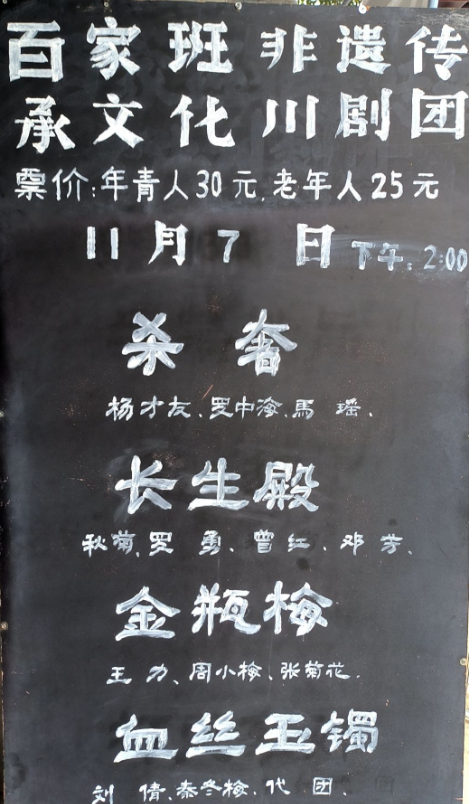 百家班非遗传
承文化川剧团
票价:年青人30元.老年人25元
11月7日下午:2:00
杀奢
杨才友、罗中海、馬瑶、
长生殿
秋菊、罗勇、曾红、邓芳、
金瓶梅
王力、周小梅、张菊花.
血丝玉镯
刘倩、秦冬梅、代团、